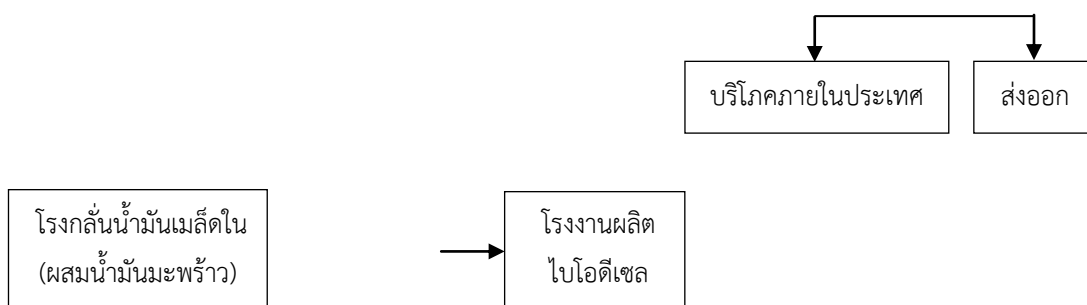 บริโภคภายในประเทศ
ส่งออก
โรงกลั่นน้ำมันเมล็ดใน
(ผสมน้ำมันมะพร้าว)
โรงงานผลิต
ไบโอดีเซล